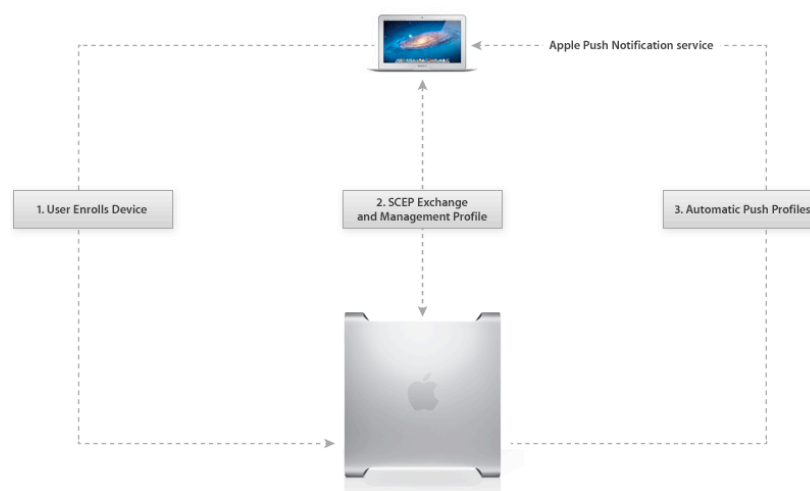 Apple Push Notification service
1. User Enrolls Device
2. SCEP Exchange
and Management Profile
3. Automatic Push Profiles